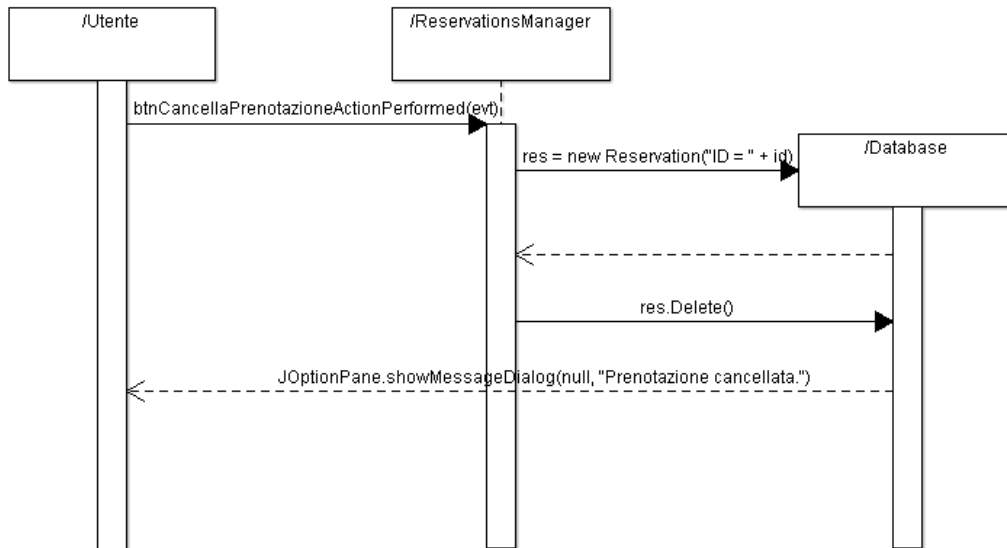 /Utente
/ReservationsManager
btnCancellaPrenotazioneActionPerformed(evt)
/Database
res = new Reservation("ID = " + id)
res.Delete()
JOptionPane.showMessageDialog(null, "Prenotazione cancellata.")